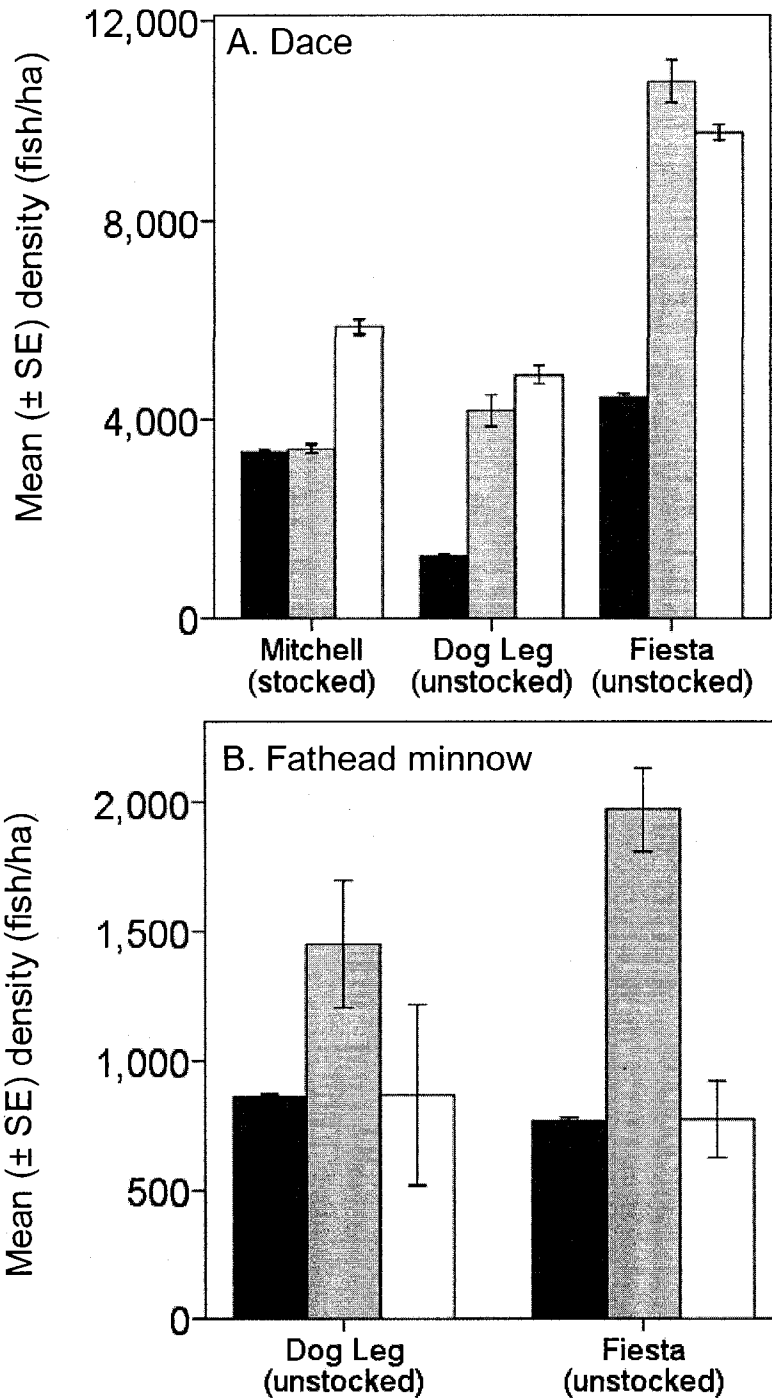 A. Dace
Mean (± SE) density (fish/ha)
12,000
8,000
4,000
0
Mitchell
(stocked)
Dog Leg
(unstocked)
Fiesta
(unstocked)
B. Fathead minnow
Mean (± SE) density (fish/ha)
2,000
1,500
1,000
500
0
Dog Leg
(unstocked)
Fiesta
(unstocked)